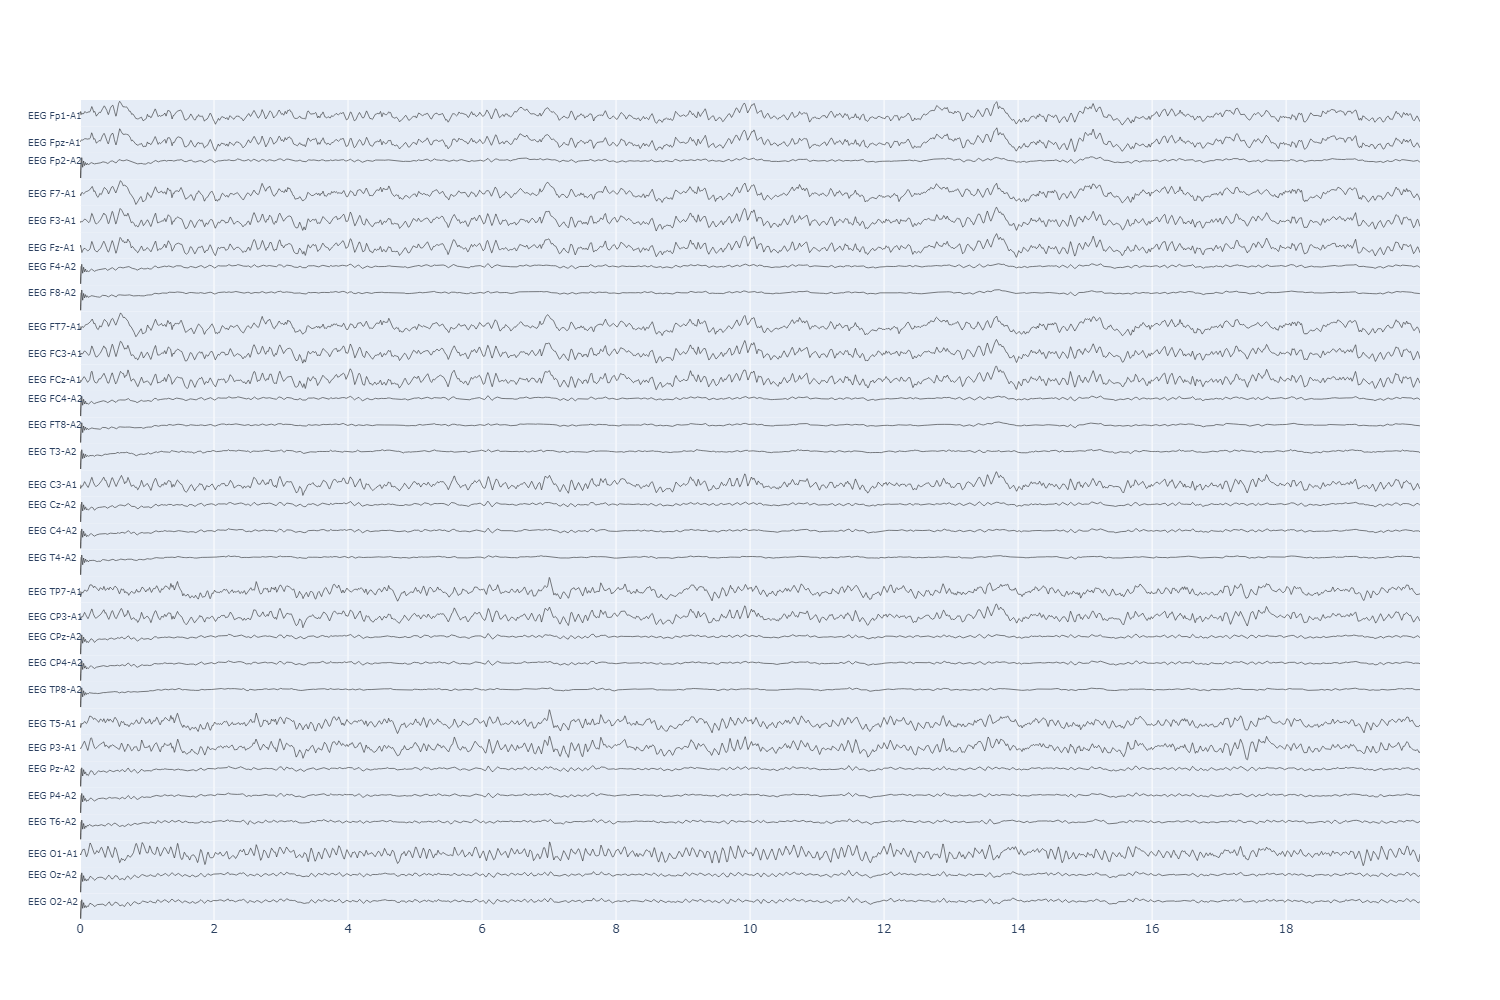 EEG Fp1-A1
EEG Fpz-A1
EEG Fp2-A2
EEG F7-A1
EEG F3-A1
EEG Fz-A1
EEG F4-A2
EEG F8-A2
EEG FT7-A1
EEG FC3-A1
EEG FCz-A1
EEG FC4-A2
EEG FT8-A2
EEG T3-A2
EEG C3-A1
EEG Cz-A2
EEG C4-A2
EEG T4-A2
EEG TP7-A1
EEG CP3-A1
EEG CPz-A2
EEG CP4-A2
EEG TP8-A2
EEG T5-A1
EEG P3-A1
EEG Pz-A2
EEG P4-A2
EEG T6-A2
EEG O1-A1
EEG Oz-A2
EEG O2-A2
0 2 4 6 8 10 12 14 16 18